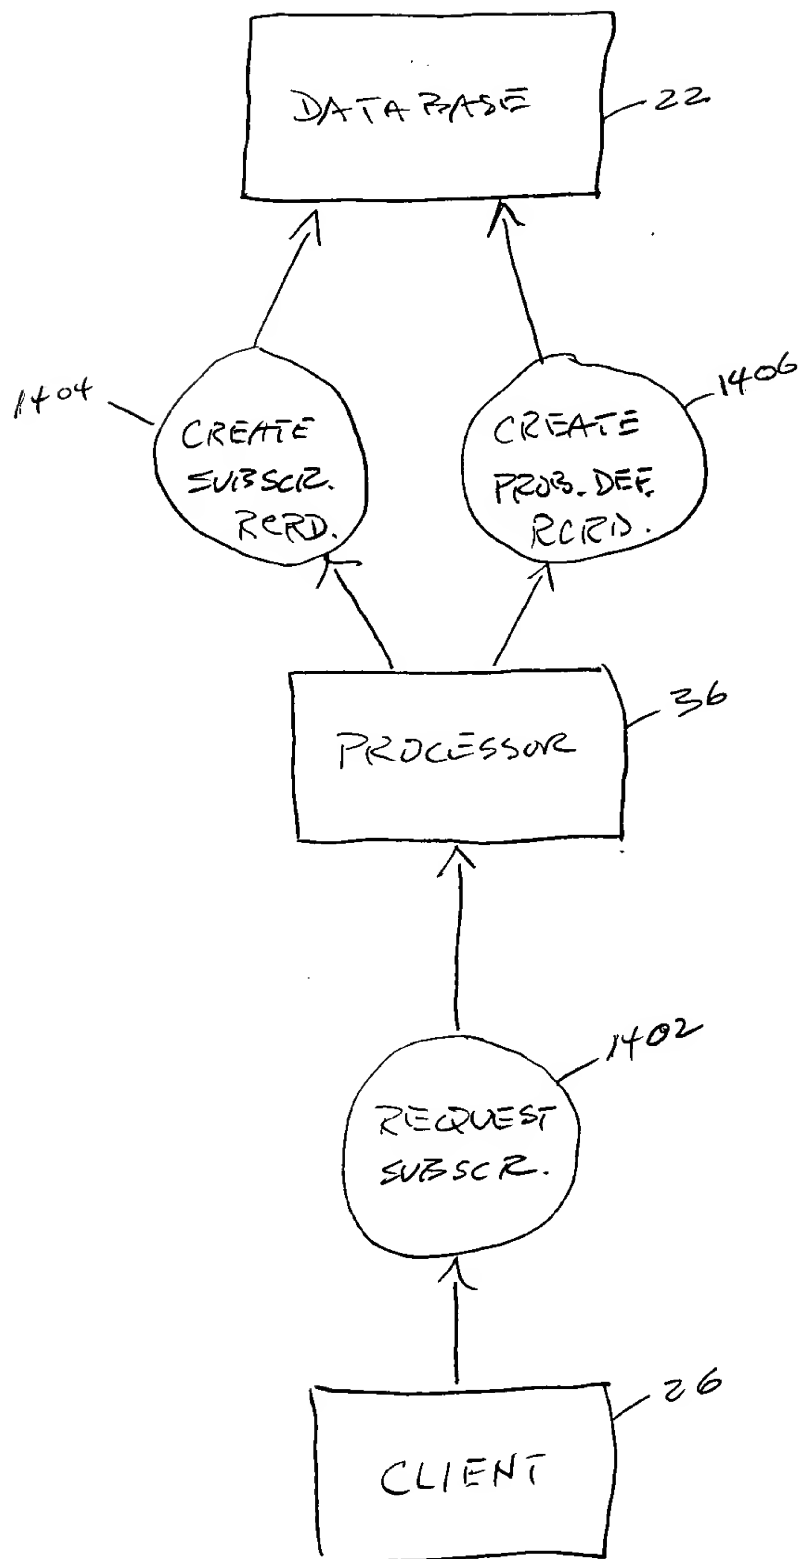 DATABASE
22
1404
CREATE
SUBSCR.
RCRD.
1406
CREATE
PROB. DEF.
RCRD.
36
PROCESSOR
1402
REQUEST
SUBSCR.
26
CLIENT